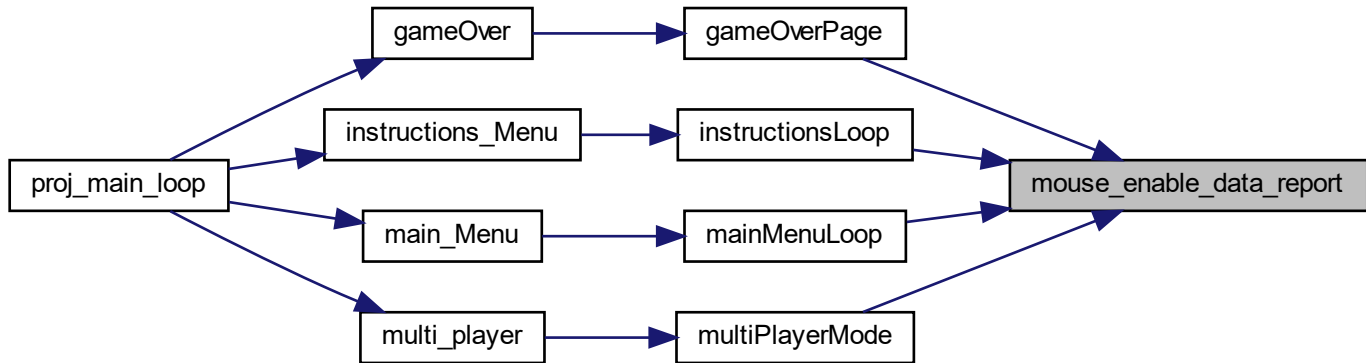 gameOver
gameOverPage
instructions_Menu
instructionsLoop
proj_main_loop
mouse_enable_data_report
main_Menu
mainMenuLoop
multi_player
multiPlayerMode